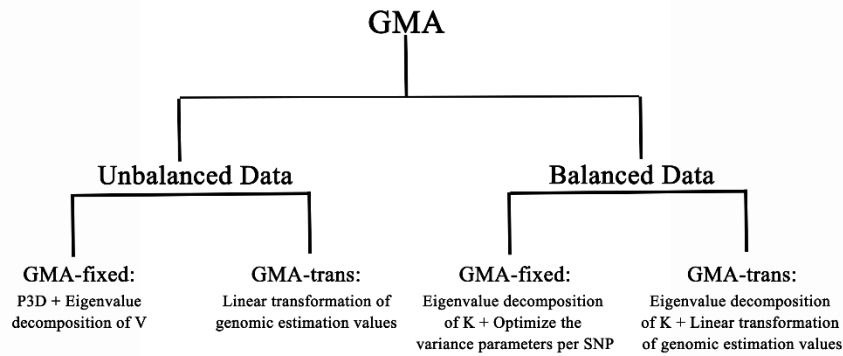 GMA
Unbalanced Data
Balanced Data
GMA-fixed:
P3D + Eigenvalue
decomposition of V
GMA-trans:
Linear transformation of
genomic estimation values
GMA-fixed:
Eigenvalue decomposition
of K + Optimize the
variance parameters per SNP
GMA-trans:
Eigenvalue decomposition
of K + Linear transformation
of genomic estimation values